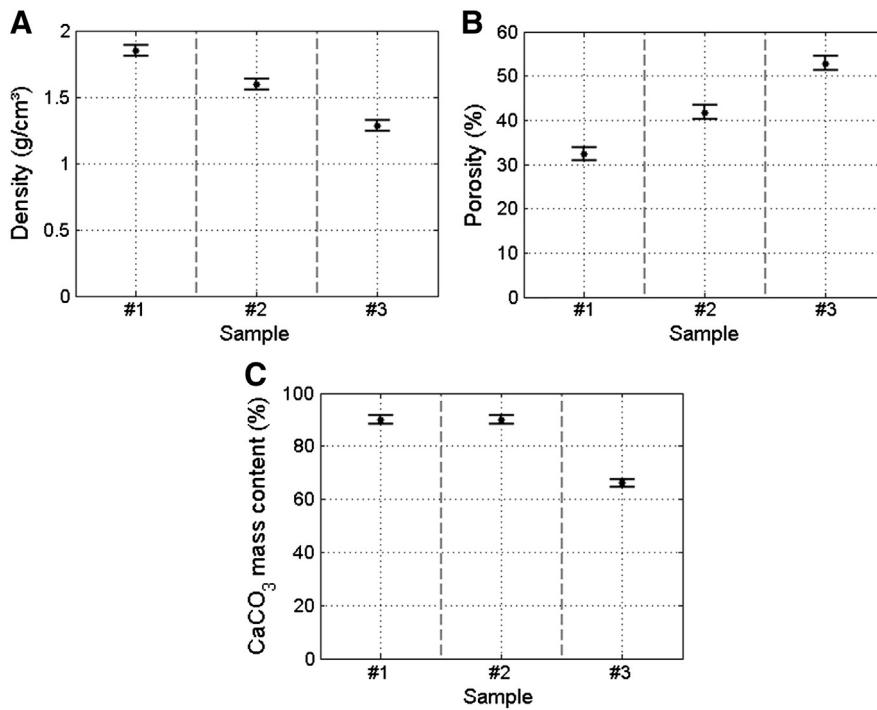 A
Density (g/cm³)
2
1.5
1
0.5
0
#1 #2 #3
Sample
B
Porosity (%)
60
50
40
30
20
10
0
#1 #2 #3
Sample
C
CaCO₃ mass content (%)
100
80
60
40
20
0
#1 #2 #3
Sample